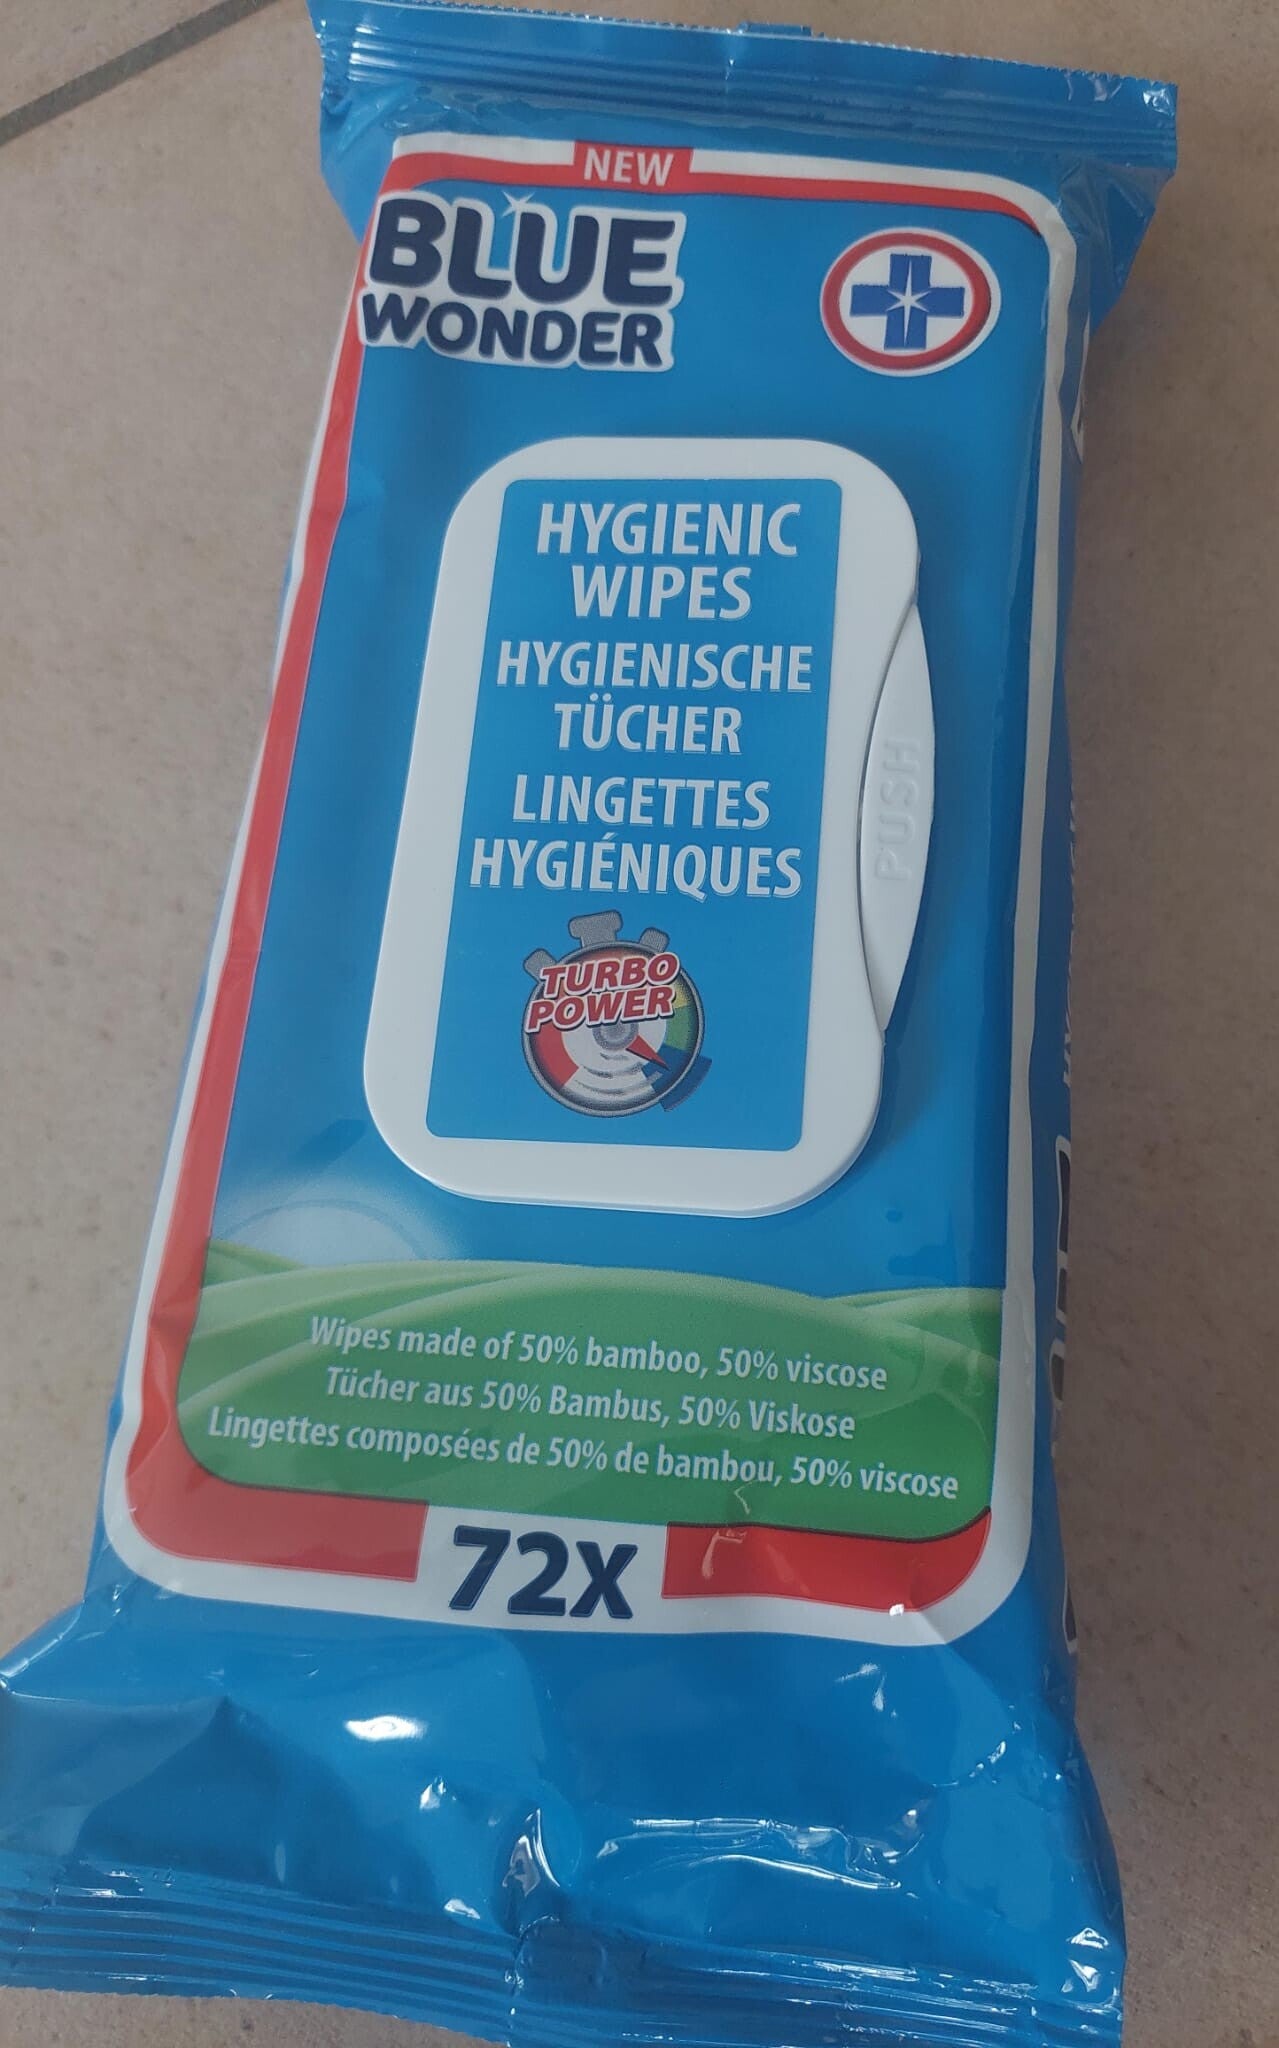 NEW
BLUE
WONDER
HYGIENIC
WIPES
HYGIENISCHE
TÜCHER
LINGETTES
HYGIÉNIQUES
PUSH
TURBO
POWER
Wipes made of 50% bamboo, 50% viscose
Tücher aus 50% Bambus, 50% Viskose
Lingettes composées de 50% de bambou, 50% viscose
72X